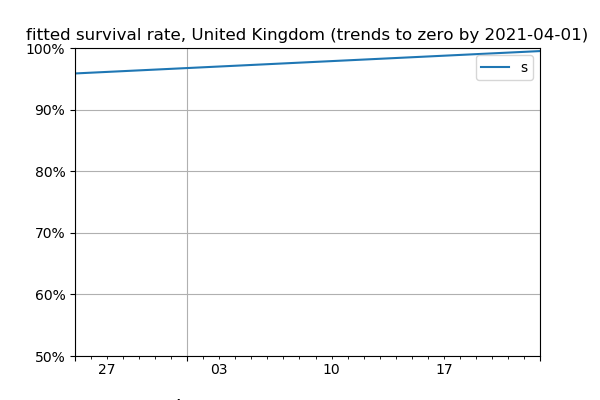 fitted survival rate, United Kingdom (trends to zero by 2021-04-01)
100%
s
90%
80%
70%
60%
50%
27 03 10 17